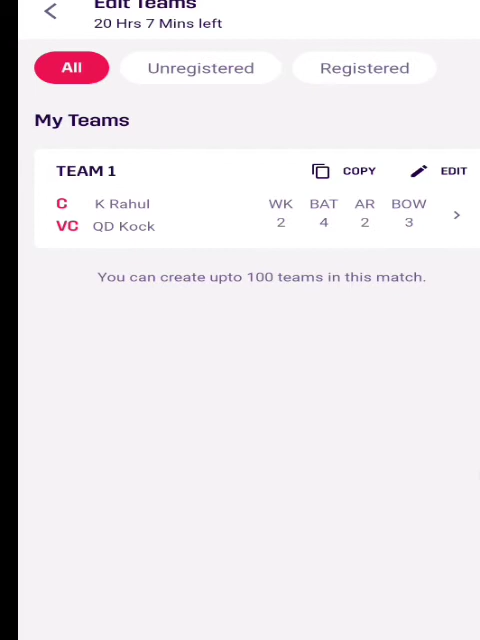 Edit Teams
20 Hrs 7 Mins left
All Unregistered Registered
My Teams
TEAM 1 COPY EDIT
C K Rahul WK BAT AR BOW
VC QD Kock 2 4 2 3
You can create upto 100 teams in this match.